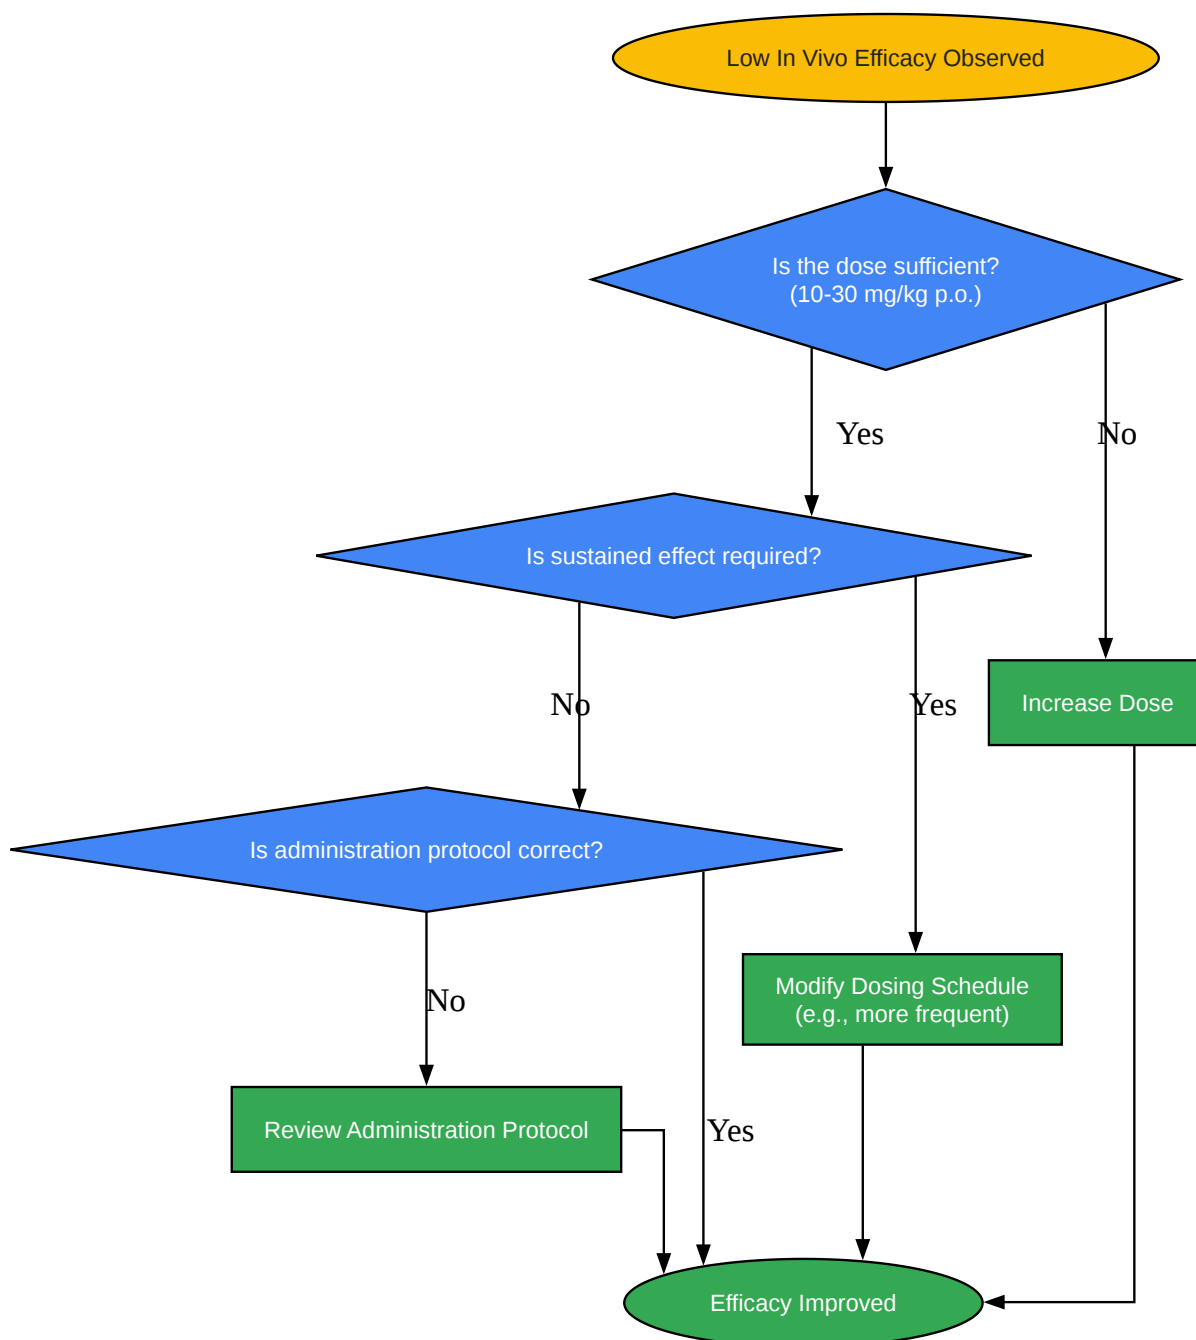 Low In Vivo Efficacy Observed
Is the dose sufficient?
(10-30 mg/kg p.o.)
Yes
No
Is sustained effect required?
No
Yes
Increase Dose
Is administration protocol correct?
Modify Dosing Schedule
(e.g., more frequent)
No
Review Administration Protocol
Yes
Efficacy Improved